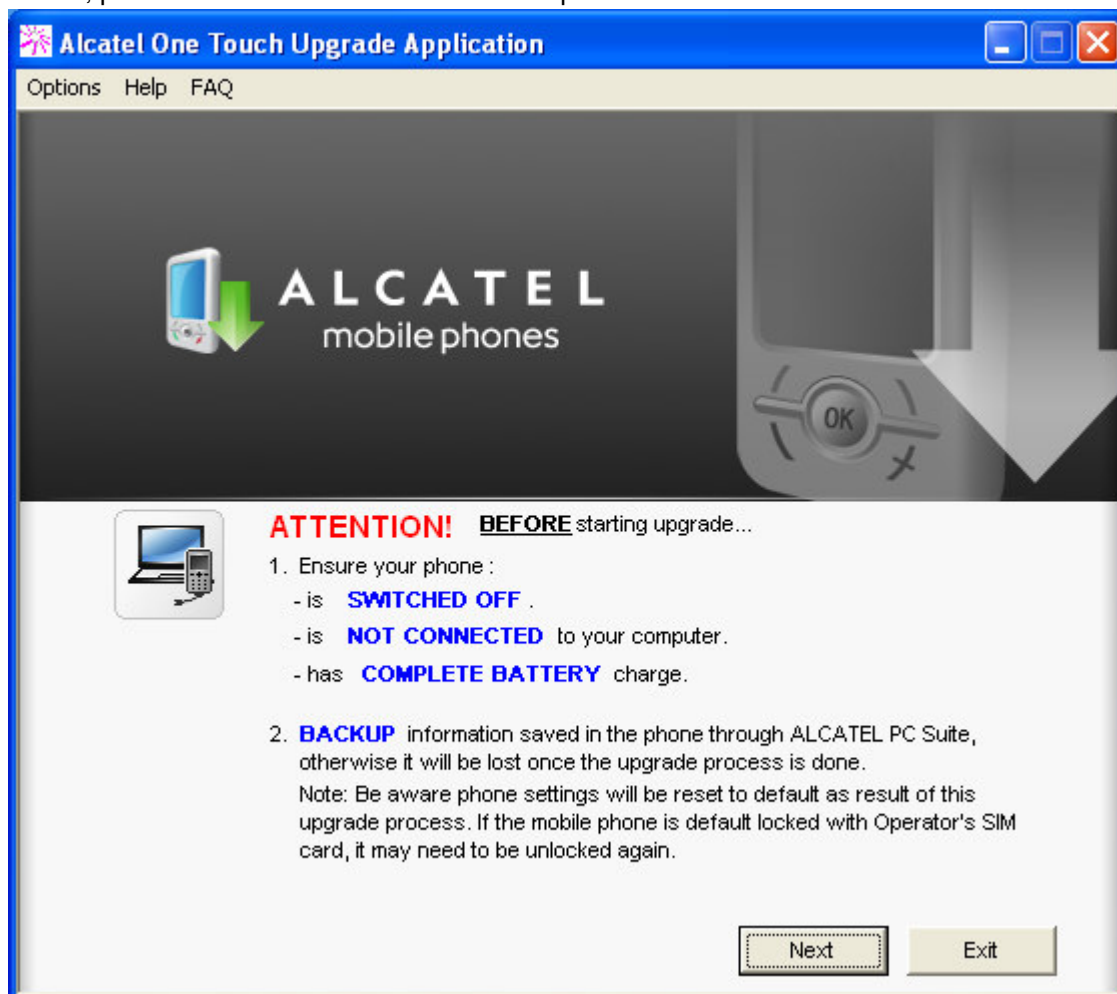 Alcatel One Touch Upgrade Application
Options Help FAQ
ALCATEL
mobile phones
OK
ATTENTION! BEFORE starting upgrade...
1. Ensure your phone :
- is SWITCHED OFF .
- is NOT CONNECTED to your computer.
- has COMPLETE BATTERY charge.
2. BACKUP information saved in the phone through ALCATEL PC Suite,
otherwise it will be lost once the upgrade process is done.
Note: Be aware phone settings will be reset to default as result of this
upgrade process. If the mobile phone is default locked with Operator's SIM
card, it may need to be unlocked again.
Next Exit